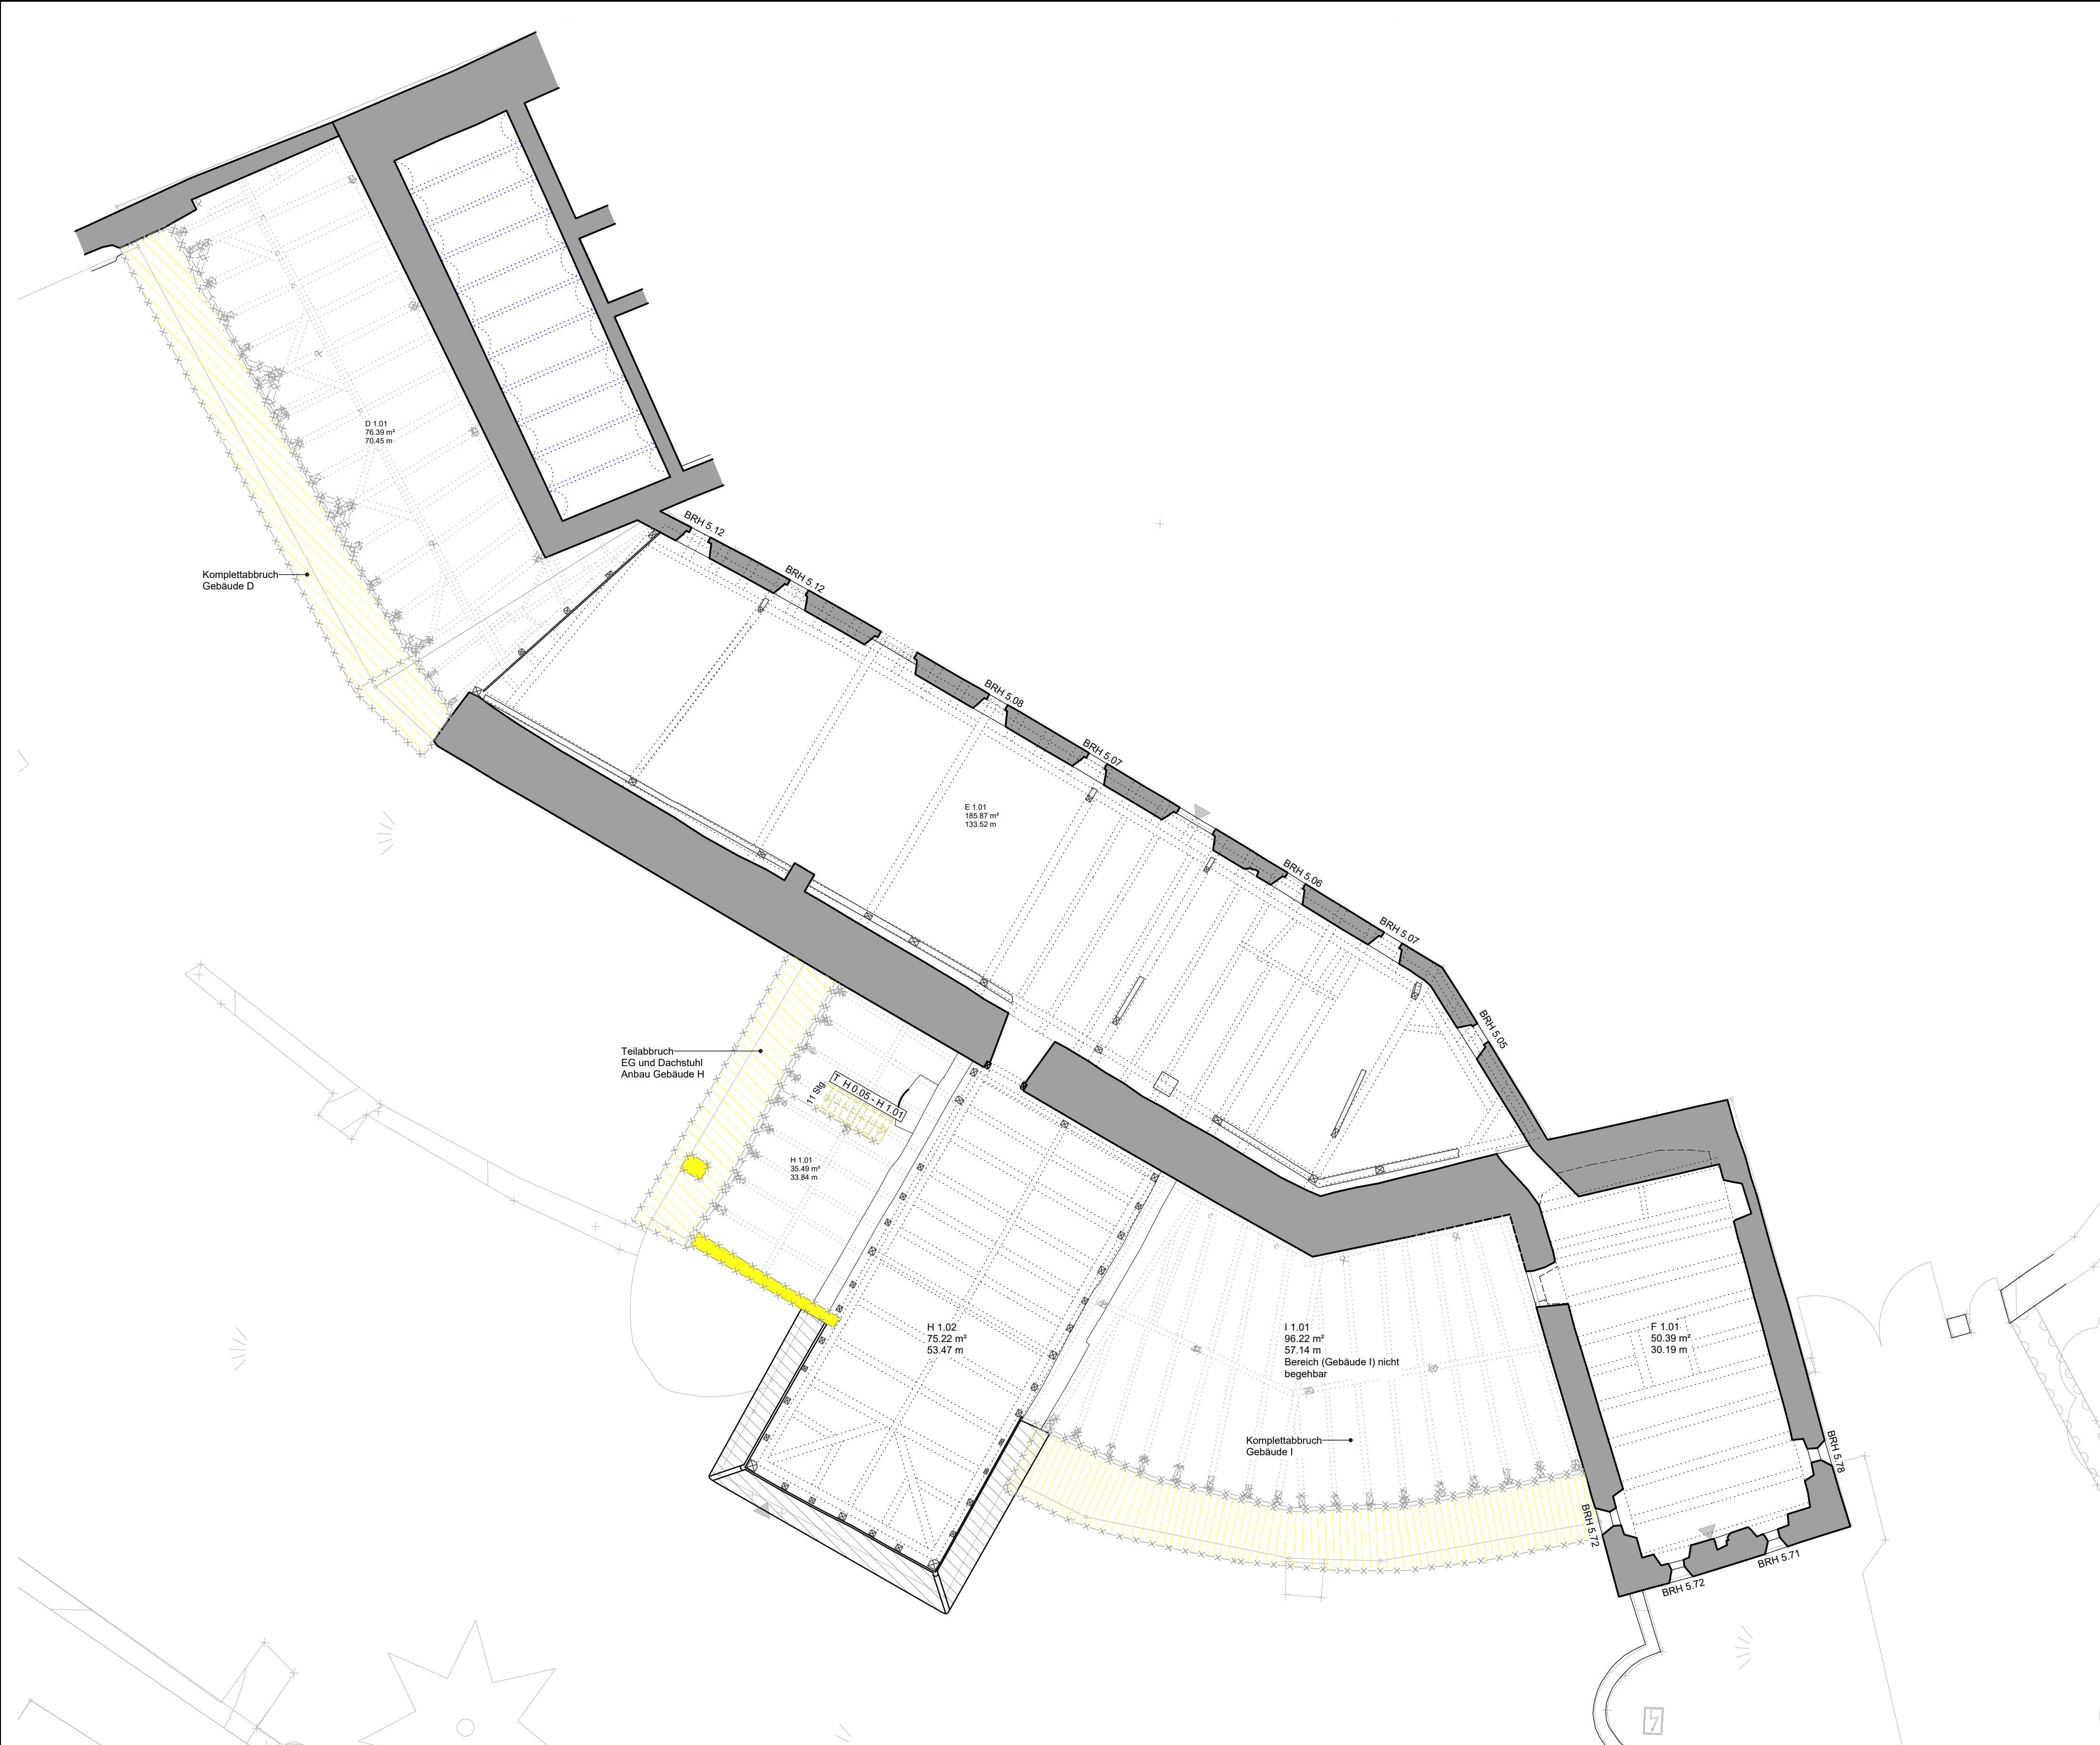 D 1.01
76.39 m²
70.45 m
BRH 5.12
BRH 5.12
Komplettabbruch
Gebäude D
BRH 5.08
BRH 5.07
E 1.01
185.87 m²
133.52 m
BRH 5.06
BRH 5.07
BRH 5.05
Teilabbruch
EG und Dachstuhl
Anbau Gebäude H
11 Stg.
T H 0.05 - H 1.01
H 1.01
35.49 m²
33.84 m
H 1.02
75.22 m²
53.47 m
I 1.01
96.22 m²
57.14 m
Bereich (Gebäude I) nicht
begehbar
F 1.01
50.39 m²
30.19 m
Komplettabbruch
Gebäude I
BRH 5.78
BRH 5.72
BRH 5.71
BRH 5.72